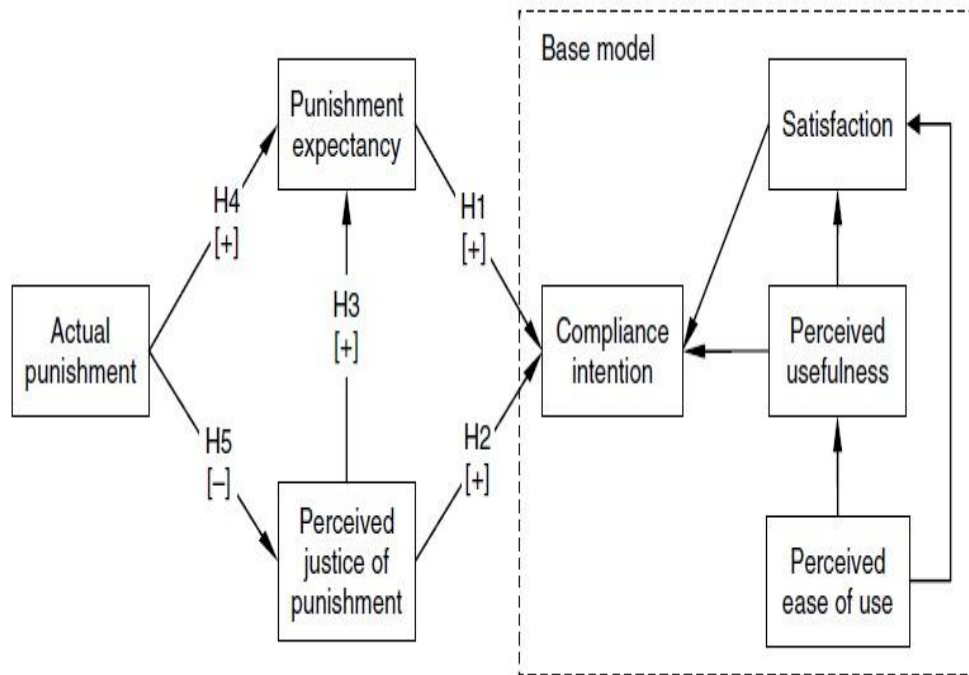 Base model
Punishment
expectancy
Satisfaction
H4
[+]
H1
[+]
H3
[+]
Actual
punishment
Compliance
intention
Perceived
usefulness
H5
[–]
H2
[+]
Perceived
justice of
punishment
Perceived
ease of use